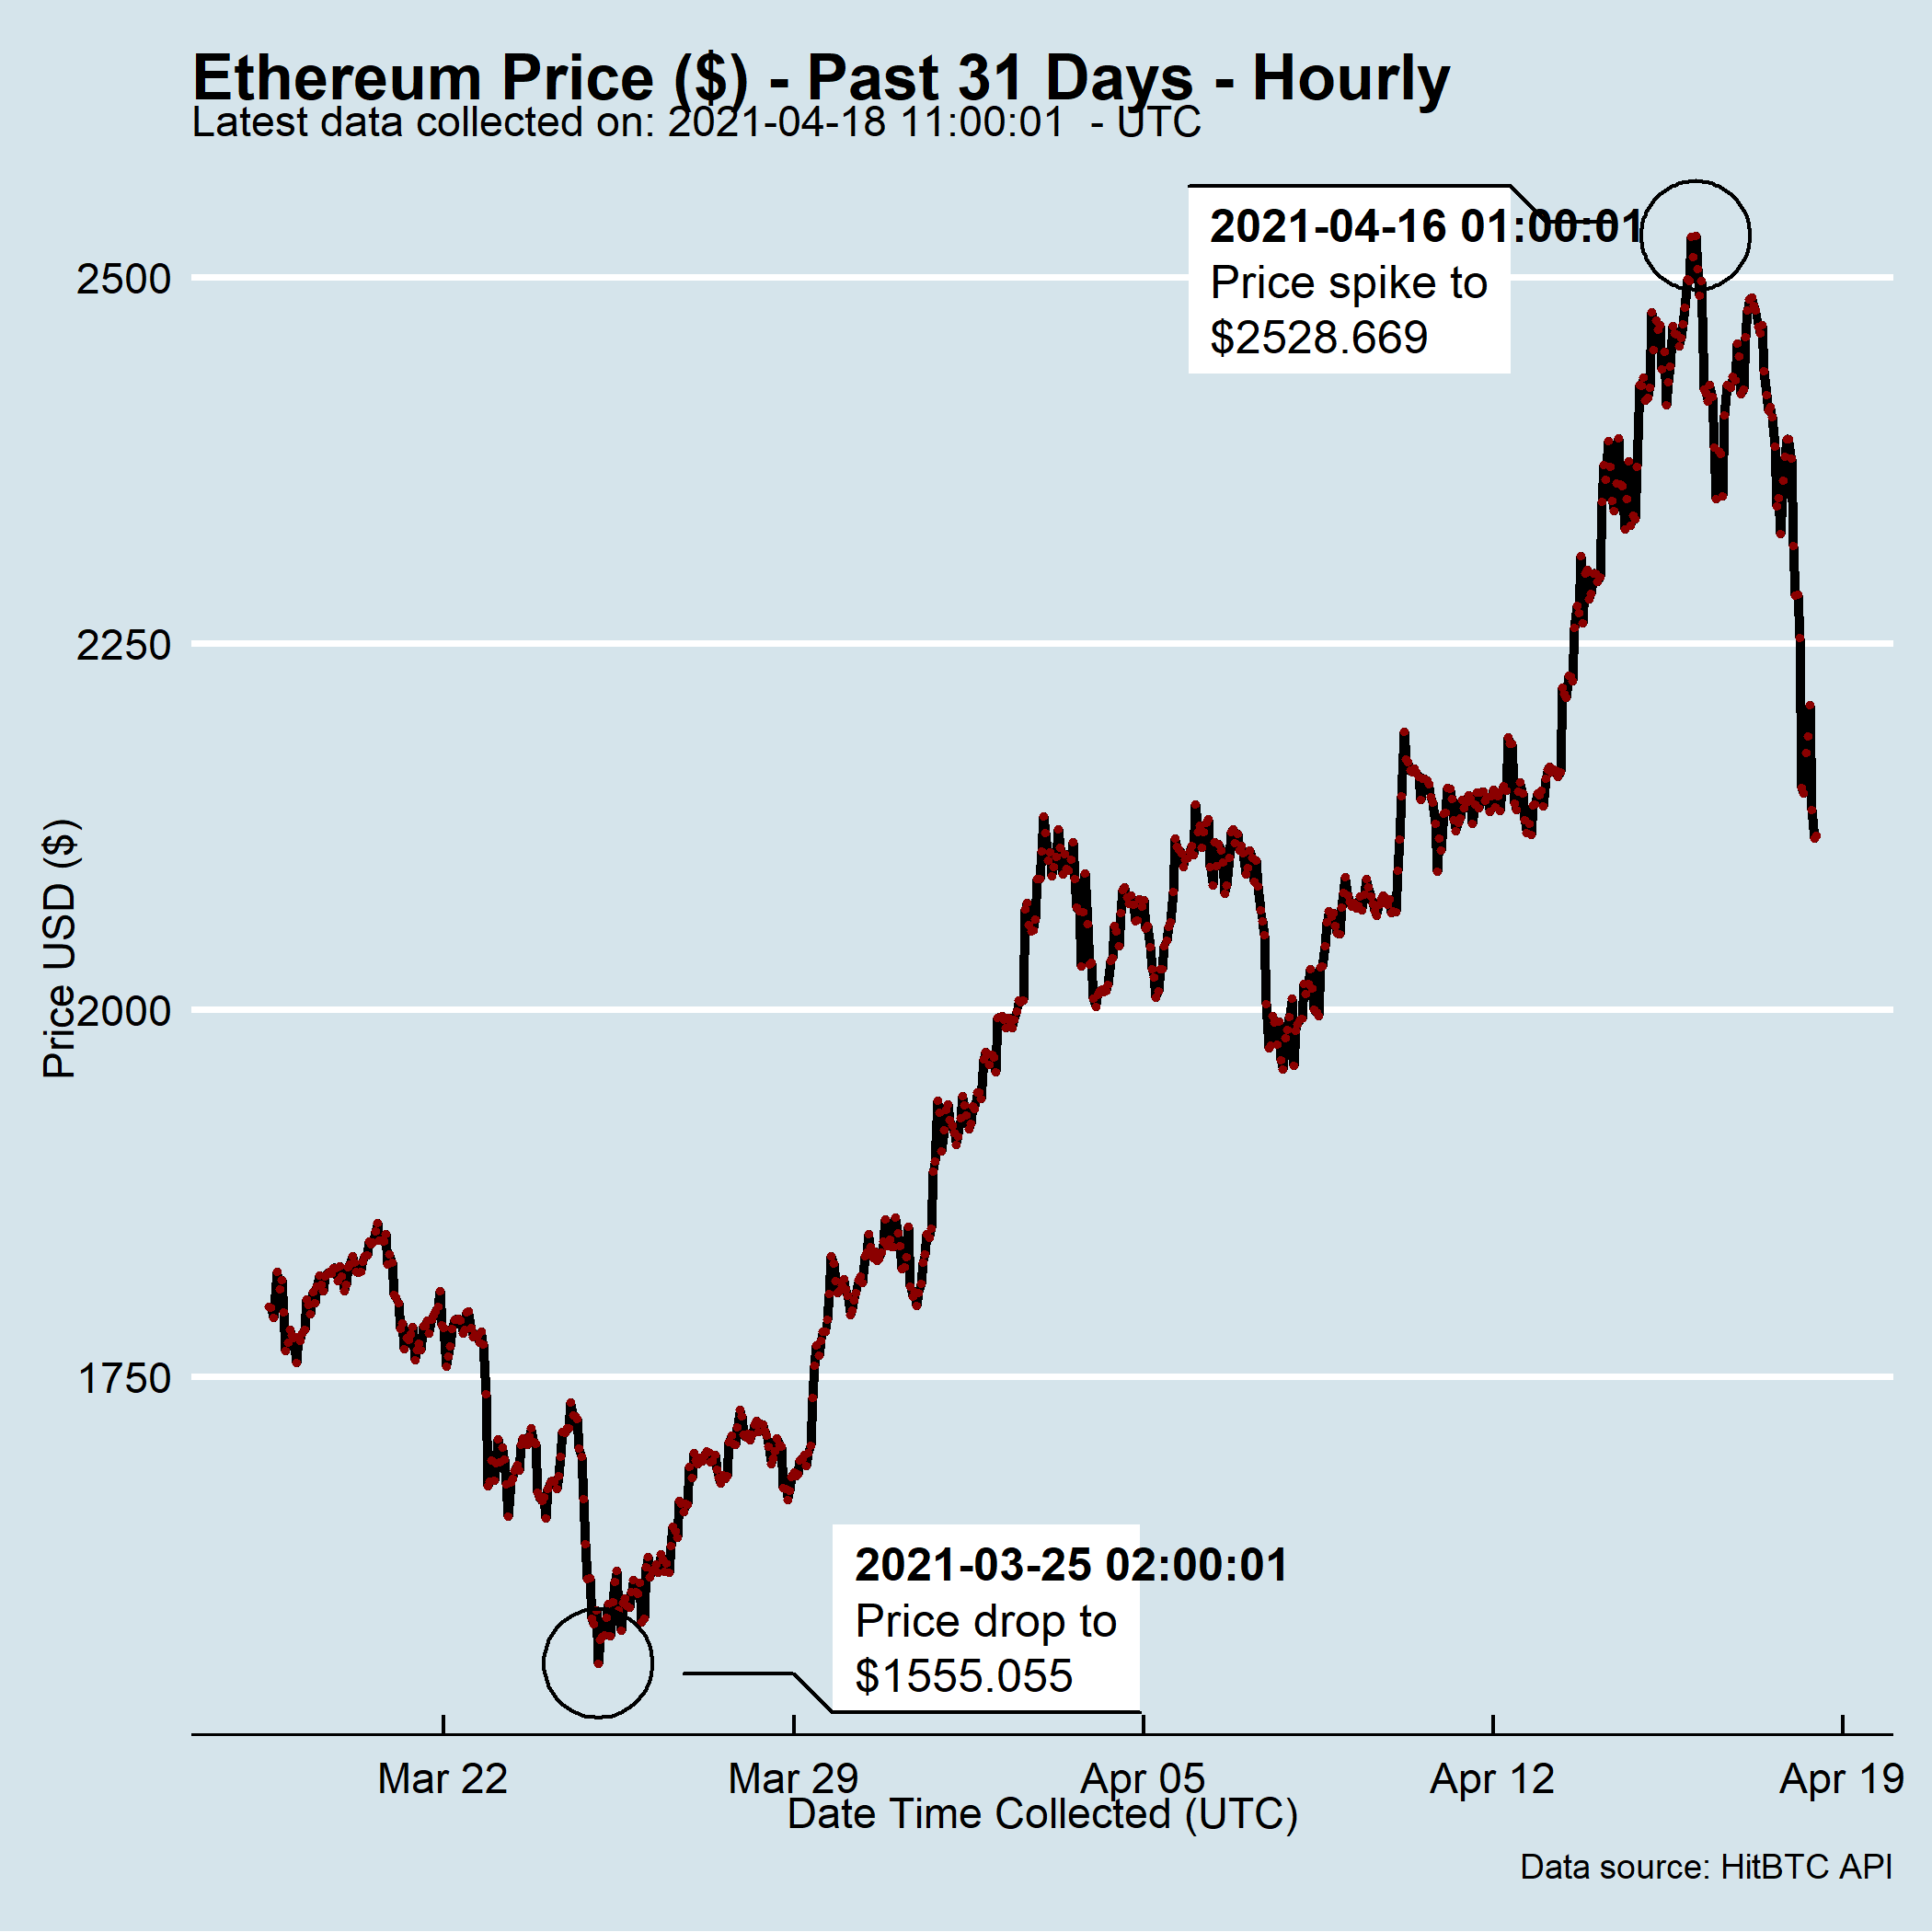 Ethereum Price ($) - Past 31 Days - Hourly
Latest data collected on: 2021-04-18 11:00:01  - UTC
2021-04-16 01:00:01
Price spike to
$2528.669
2500
2250
2000
1750
Price USD ($)
2021-03-25 02:00:01
Price drop to
$1555.055
Mar 22
Mar 29
Apr 05
Apr 12
Apr 19
Date Time Collected (UTC)
Data source: HitBTC API